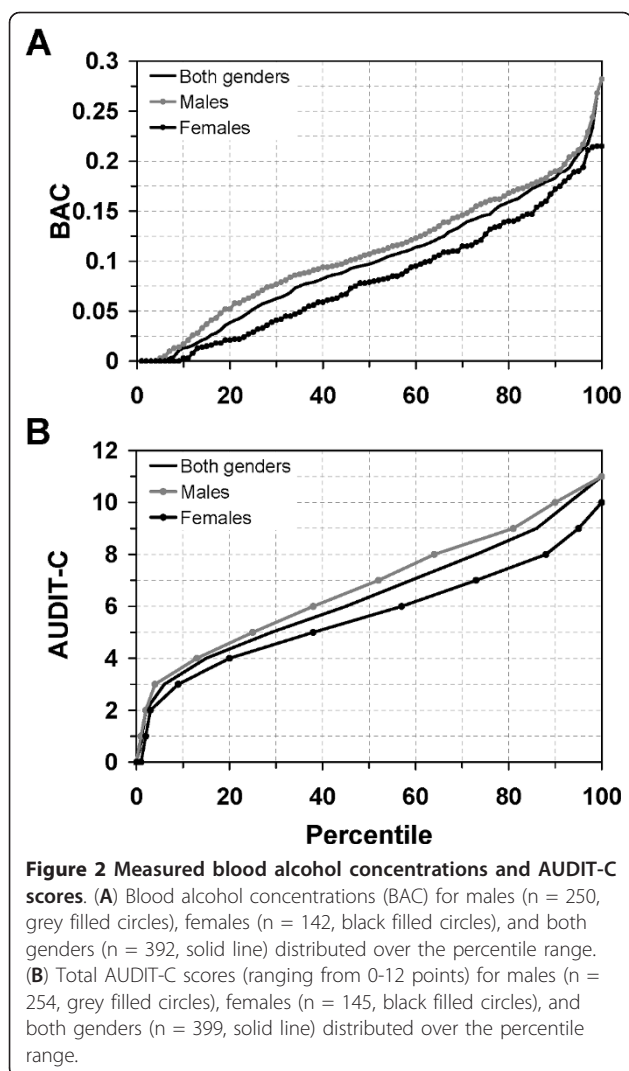 A
0.3
Both genders
Males
Females
0.25
0.2
0.15
0.1
0.05
0
BAC
0 20 40 60 80 100
B
12
Both genders
Males
Females
10
8
6
4
2
0
AUDIT-C
0 20 40 60 80 100
Percentile
Figure 2 Measured blood alcohol concentrations and AUDIT-C
scores. (A) Blood alcohol concentrations (BAC) for males (n = 250,
grey filled circles), females (n = 142, black filled circles), and both
genders (n = 392, solid line) distributed over the percentile range.
(B) Total AUDIT-C scores (ranging from 0-12 points) for males (n =
254, grey filled circles), females (n = 145, black filled circles), and
both genders (n = 399, solid line) distributed over the percentile
range.